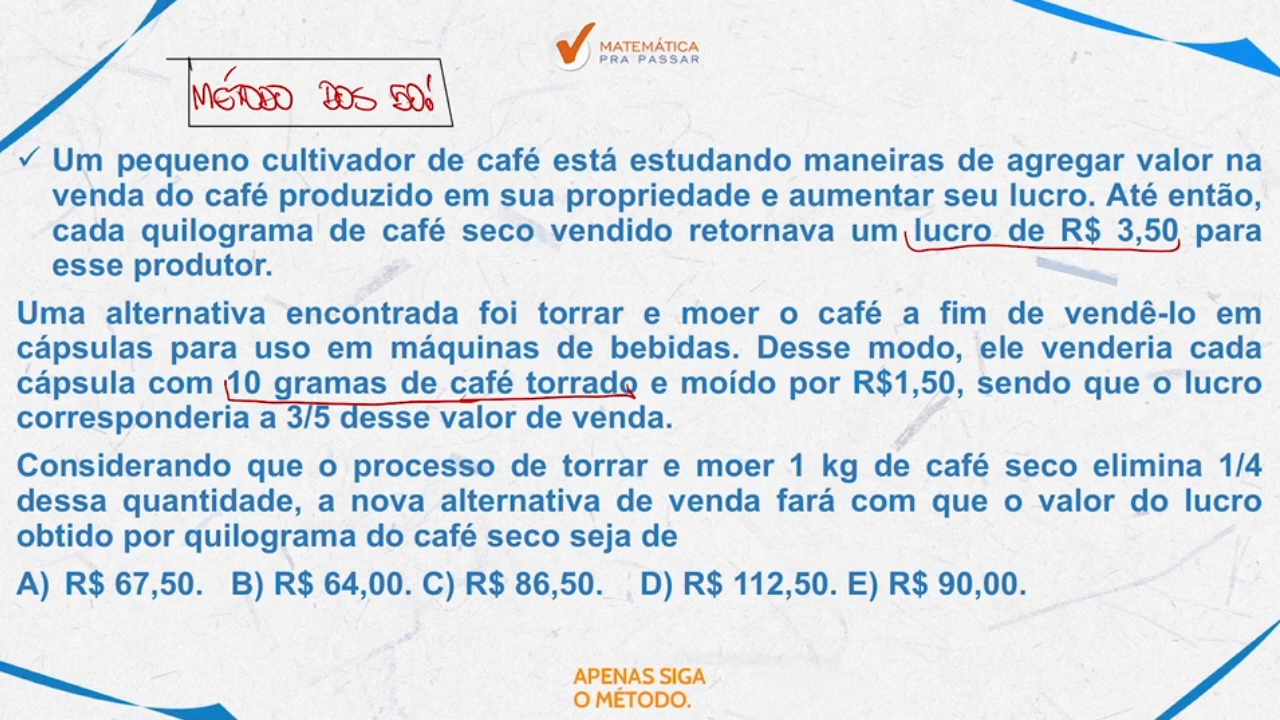 MATEMÁTICA
PRA PASSAR
MÉTODO DOS 50!
✓ Um pequeno cultivador de café está estudando maneiras de agregar valor na
venda do café produzido em sua propriedade e aumentar seu lucro. Até então,
cada quilograma de café seco vendido retornava um lucro de R$ 3,50 para
esse produtor.
Uma alternativa encontrada foi torrar e moer o café a fim de vendê-lo em
cápsulas para uso em máquinas de bebidas. Desse modo, ele venderia cada
cápsula com 10 gramas de café torrado e moído por R$1,50, sendo que o lucro
corresponderia a 3/5 desse valor de venda.
Considerando que o processo de torrar e moer 1 kg de café seco elimina 1/4
dessa quantidade, a nova alternativa de venda fará com que o valor do lucro
obtido por quilograma do café seco seja de
A) R$ 67,50. B) R$ 64,00. C) R$ 86,50. D) R$ 112,50. E) R$ 90,00.
APENAS SIGA
O MÉTODO.